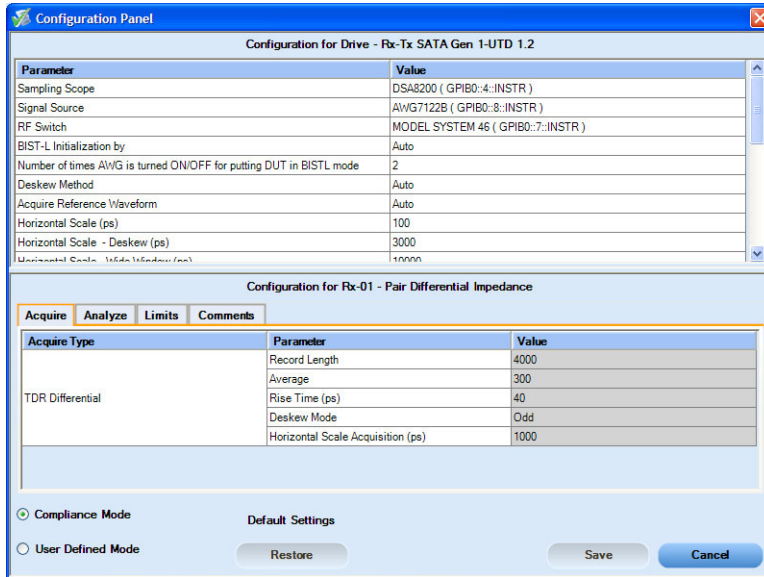 Configuration Panel
Configuration for Drive - Rx-Tx SATA Gen 1-UTD 1.2
Parameter Value
Sampling Scope DSA8200 ( GPIB0::4::INSTR )
Signal Source AWG7122B ( GPIB0::8::INSTR )
RF Switch MODEL SYSTEM 46 ( GPIB0::7::INSTR )
BIST-L Initialization by Auto
Number of times AWG is turned ON/OFF for putting DUT in BISTL mode 2
Deskew Method Auto
Acquire Reference Waveform Auto
Horizontal Scale (ps) 100
Horizontal Scale - Deskew (ps) 3000
Horizontal Scale - Wide Window (ps) 10000
Configuration for Rx-01 - Pair Differential Impedance
Acquire Analyze Limits Comments
Acquire Type Parameter Value
TDR Differential
Record Length 4000
Average 300
Rise Time (ps) 40
Deskew Mode Odd
Horizontal Scale Acquisition (ps) 1000
Compliance Mode
Default Settings
User Defined Mode
Restore Save Cancel